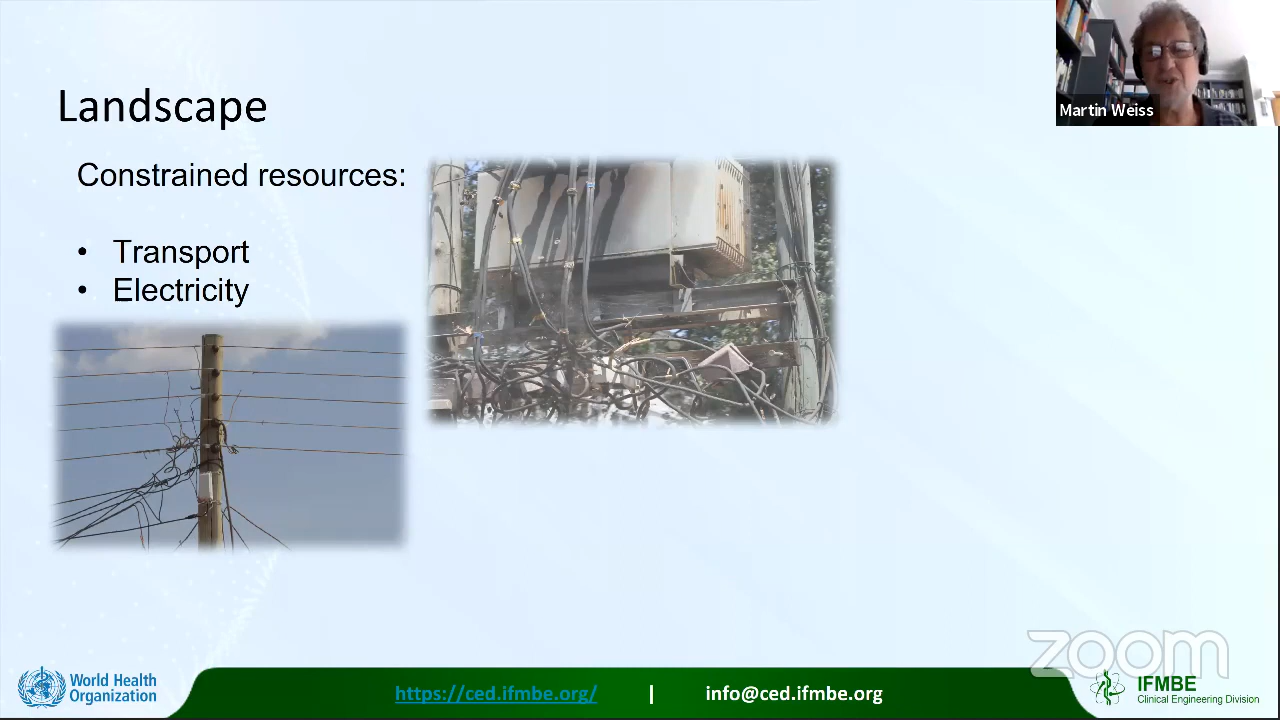 Martin Weiss
Landscape
Constrained resources:
• Transport
• Electricity
zoom
World Health
Organization
https://ced.ifmbe.org/ | info@ced.ifmbe.org
IFMBE
Clinical Engineering Division